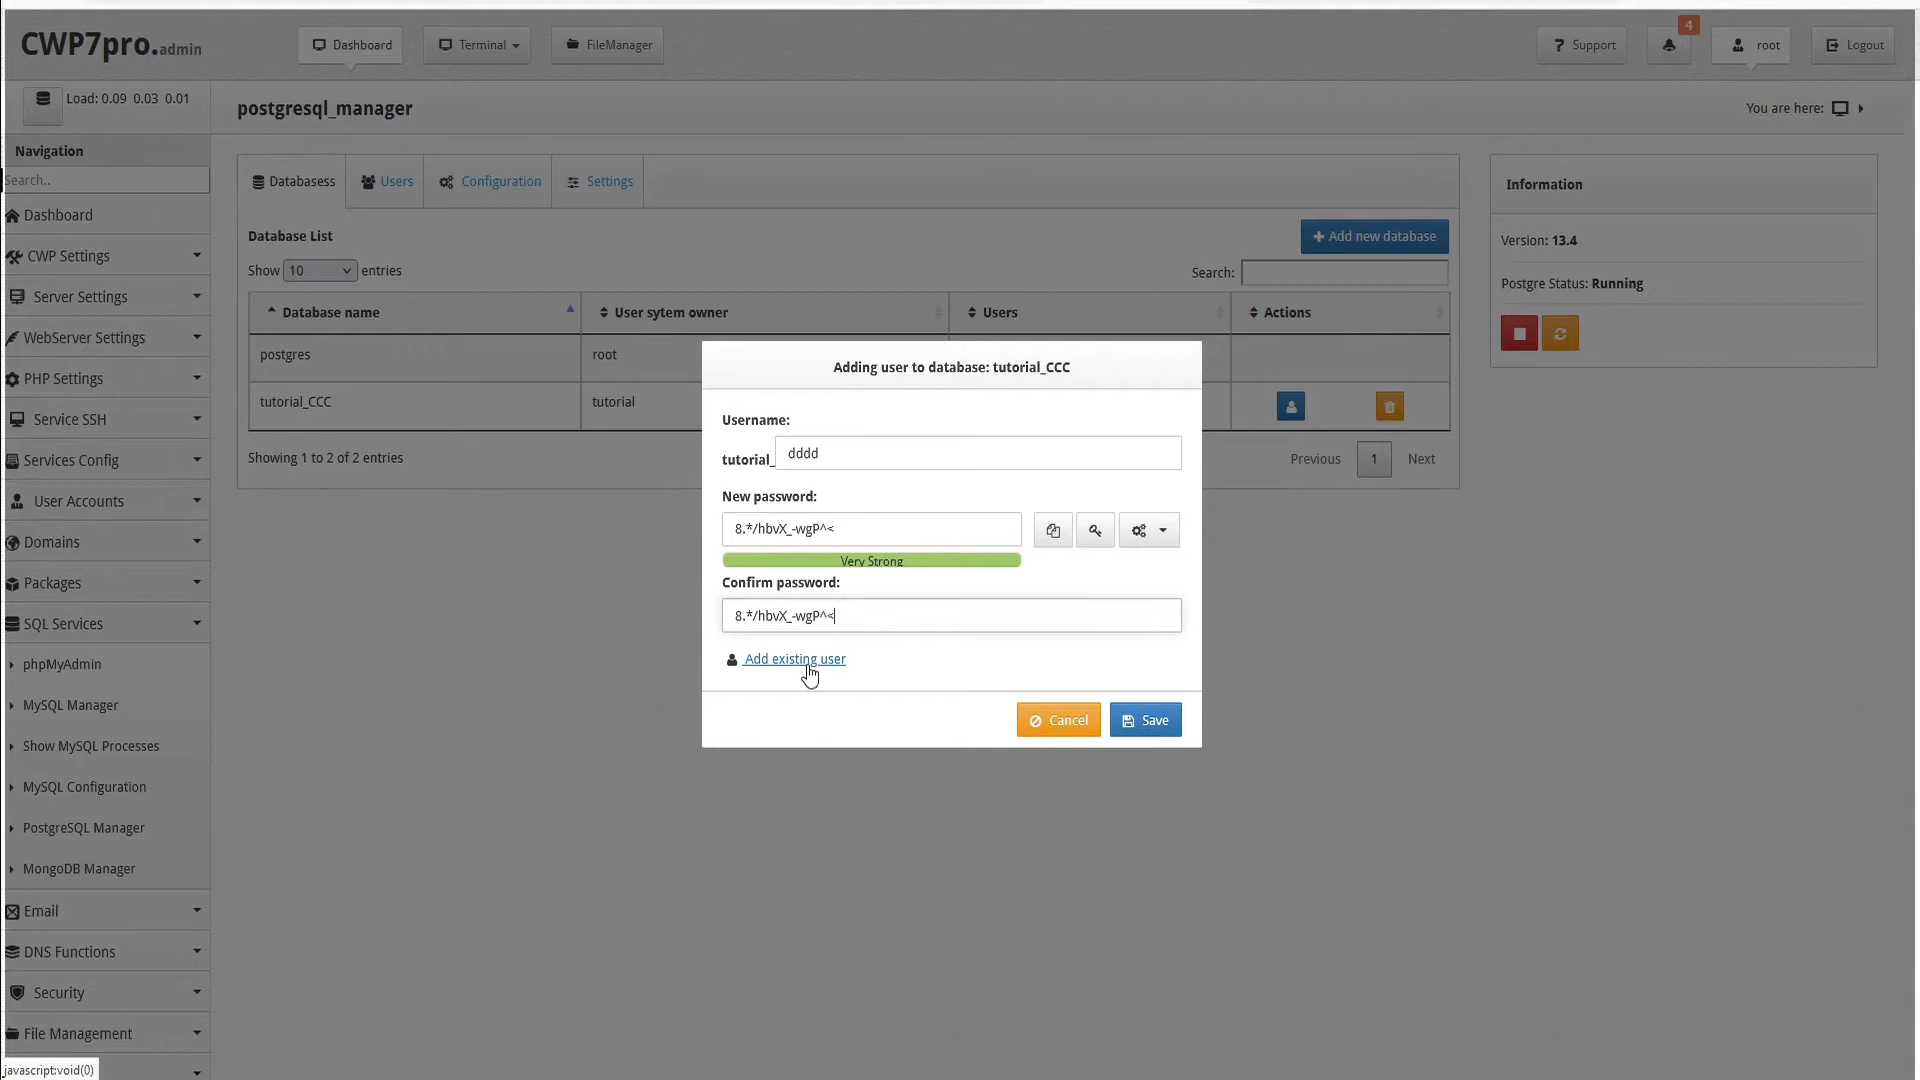 CWP7pro.admin
Dashboard
Terminal
FileManager
Support
4
root
Logout
Load: 0.09 0.03 0.01
postgresql_manager
You are here:
Navigation
Search..
Dashboard
CWP Settings
Server Settings
WebServer Settings
PHP Settings
Service SSH
Services Config
User Accounts
Domains
Packages
SQL Services
phpMyAdmin
MySQL Manager
Show MySQL Processes
MySQL Configuration
PostgreSQL Manager
MongoDB Manager
Email
DNS Functions
Security
File Management
javascript:void(0)
Databasess
Users
Configuration
Settings
Database List
+ Add new database
Show 10 entries
Search:
Database name
User sytem owner
Users
Actions
postgres
root
tutorial_CCC
tutorial
Showing 1 to 2 of 2 entries
Previous
1
Next
Information
Version: 13.4
Postgre Status: Running
Adding user to database: tutorial_CCC
Username:
tutorial_
dddd
New password:
8.*/hbvX_-wgP^<
Very Strong
Confirm password:
8.*/hbvX_-wgP^<
Add existing user
Cancel
Save